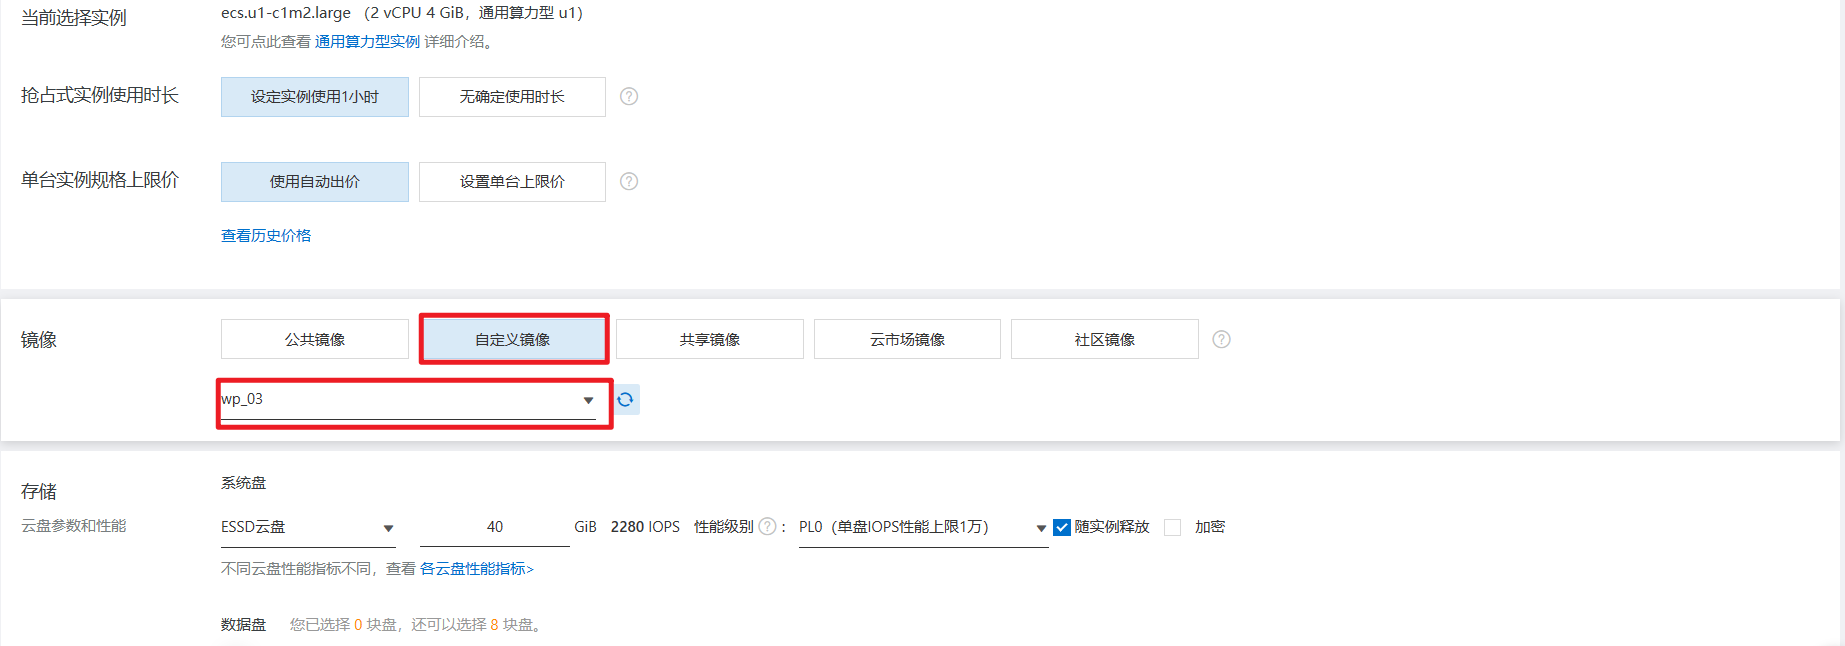 当前选择实例
ecs.u1-c1m2.large （2 vCPU 4 GiB，通用算力型 u1）
您可点此查看 通用算力型实例 详细介绍。
抢占式实例使用时长
设定实例使用1小时
无确定使用时长
?
单台实例规格上限价
使用自动出价
设置单台上限价
?
查看历史价格
镜像
公共镜像
自定义镜像
共享镜像
云市场镜像
社区镜像
?
wp_03
存储
系统盘
云盘参数和性能
ESSD云盘
40
GiB 2280 IOPS 性能级别 ? ：
PL0（单盘IOPS性能上限1万）
随实例释放
加密
不同云盘性能指标不同，查看 各云盘性能指标>
数据盘
您已选择 0 块盘，还可以选择 8 块盘。